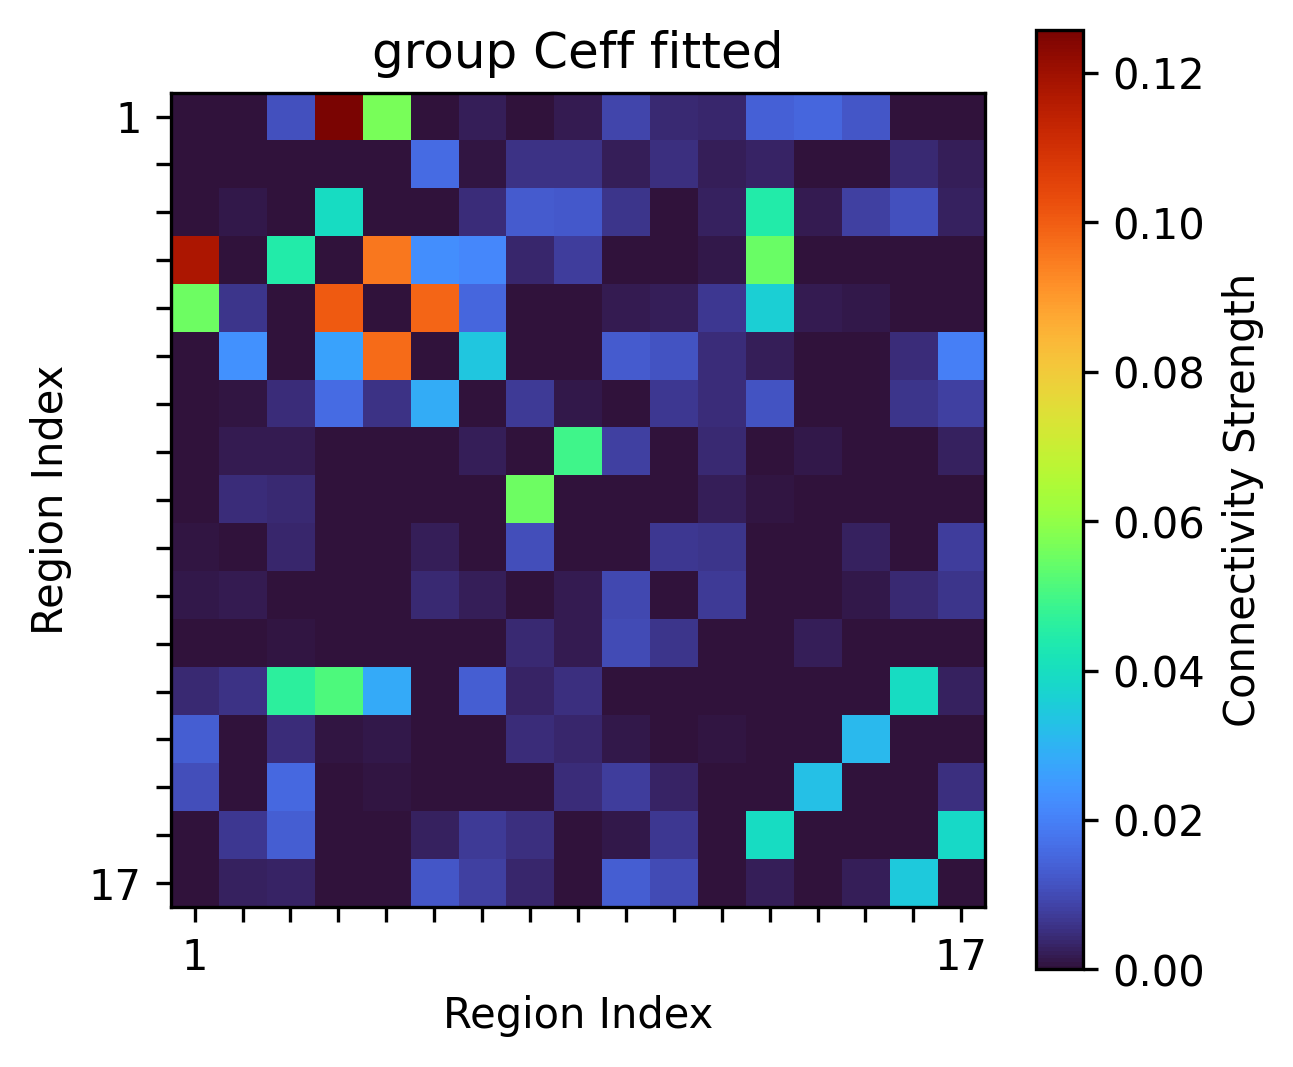 group Ceff fitted
1
17
1
17
Region Index
Region Index
0.12
0.10
0.08
0.06
0.04
0.02
0.00
Connectivity Strength